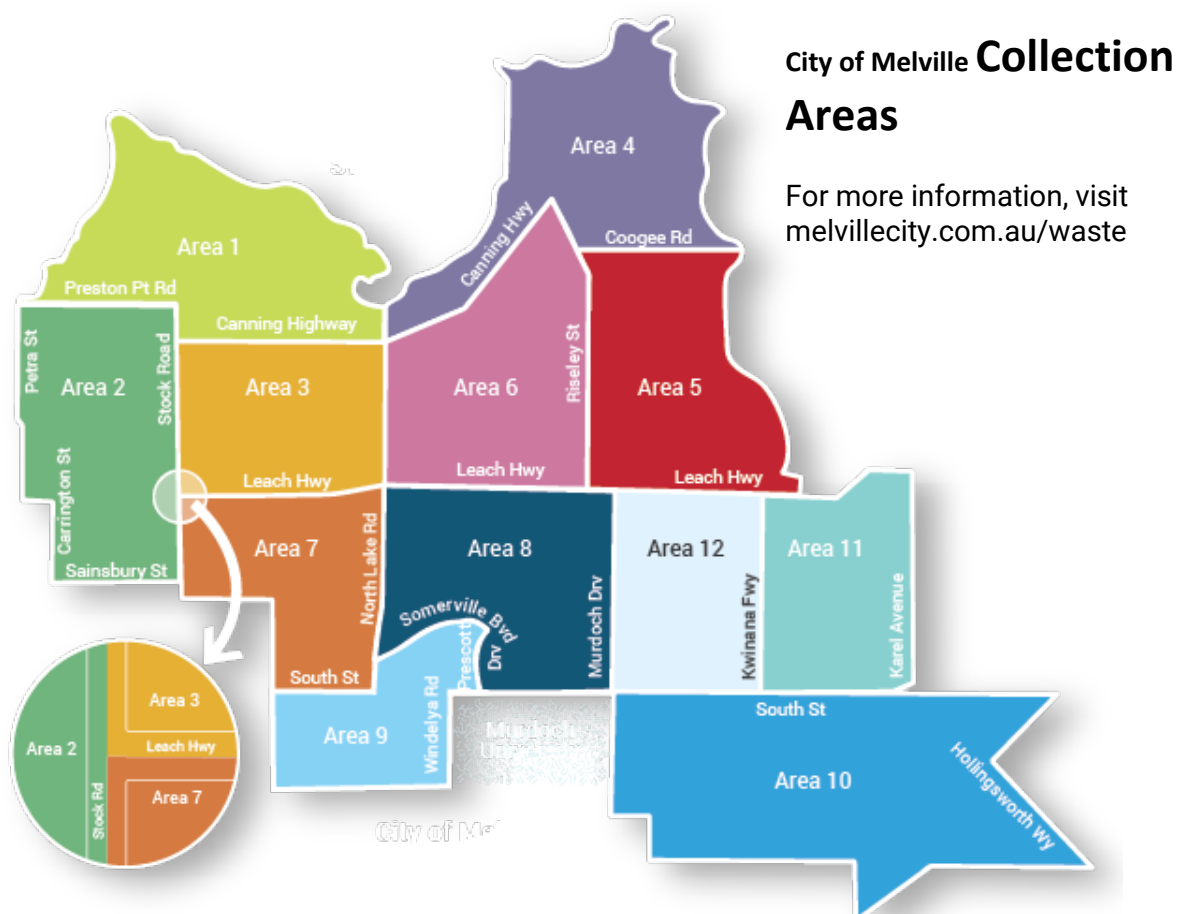 City of Melville Collection
Areas
For more information, visit
melvillecity.com.au/waste
Area 4
Canning Hwy
Coogee Rd
Area 1
Preston Pt Rd
Canning Highway
Petra St
Area 2
Stock Road
Carrington St
Sainsbury St
Area 3
Leach Hwy
Area 6
Riseley St
Leach Hwy
Area 5
Leach Hwy
Area 7
North Lake Rd
South St
Area 8
Somerville Bvd
Prescott
Drv
Murdoch Drv
Area 12
Kwinana Fwy
Area 11
Karel Avenue
Area 9
Windelya Rd
Murdoch
South St
Area 10
Hollingsworth Wy
City of
Area 2
Stock Rd
Area 3
Leach Hwy
Area 7